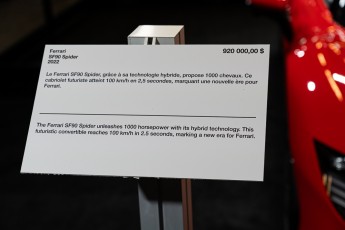 Ferrari 920 000,00 $
SF90 Spider
2022
Le Ferrari SF90 Spider, grâce à sa technologie hybride, propose 1000 chevaux. Ce
cabriolet futuriste atteint 100 km/h en 2,5 secondes, marquant une nouvelle ère pour
Ferrari.
The Ferrari SF90 Spider unleashes 1000 horsepower with its hybrid technology. This
futuristic convertible reaches 100 km/h in 2.5 seconds, marking a new era for Ferrari.